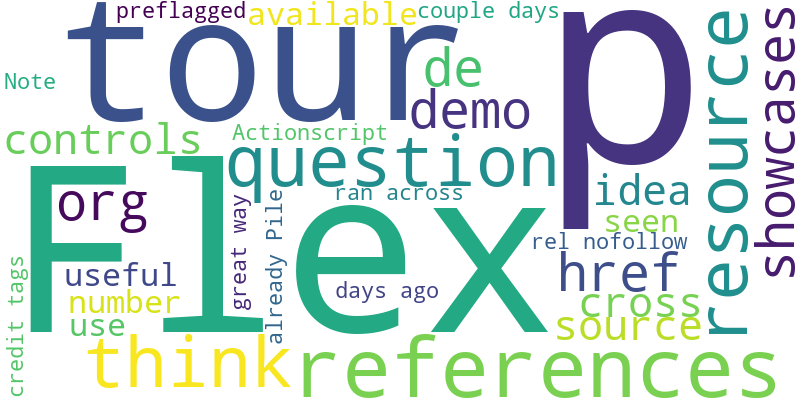 preflagged
available
couple days
tour
p
resource
showcases
Note
de
demo
controls
Actionscript
question
Flex
org
ran across
idea
seen
great way
already Pile
rel nofollow
useful
href
days ago
number
cross
use
source
credit tags
think
references